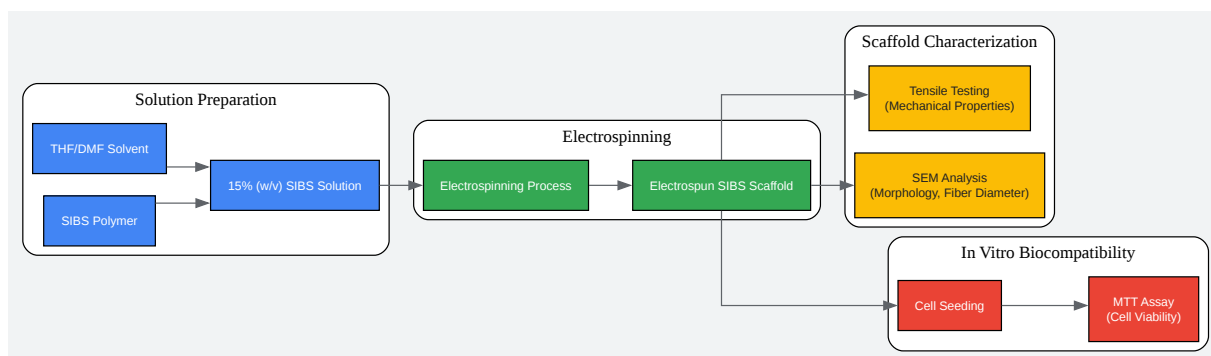 Solution Preparation
THF/DMF Solvent
SIBS Polymer
15% (w/v) SIBS Solution
Electrospinning
Electrospinning Process
Electrospun SIBS Scaffold
Scaffold Characterization
Tensile Testing
(Mechanical Properties)
SEM Analysis
(Morphology, Fiber Diameter)
In Vitro Biocompatibility
Cell Seeding
MTT Assay
(Cell Viability)